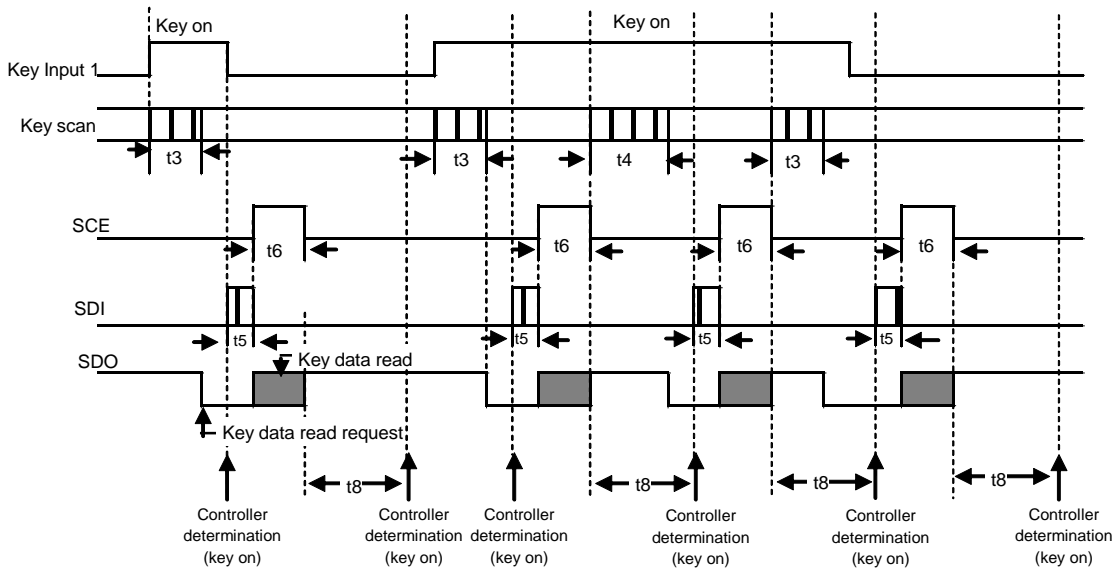 Key on
Key on
Key Input 1
Key scan
t3
t3
t4
t3
SCE
t6
t6
t6
t6
SDI
t5
t5
t5
t5
SDO
Key data read
Key data read request
t8
t8
t8
t8
Controller
determination
(key on)
Controller
determination
(key on)
Controller
determination
(key on)
Controller
determination
(key on)
Controller
determination
(key on)
Controller
determination
(key on)